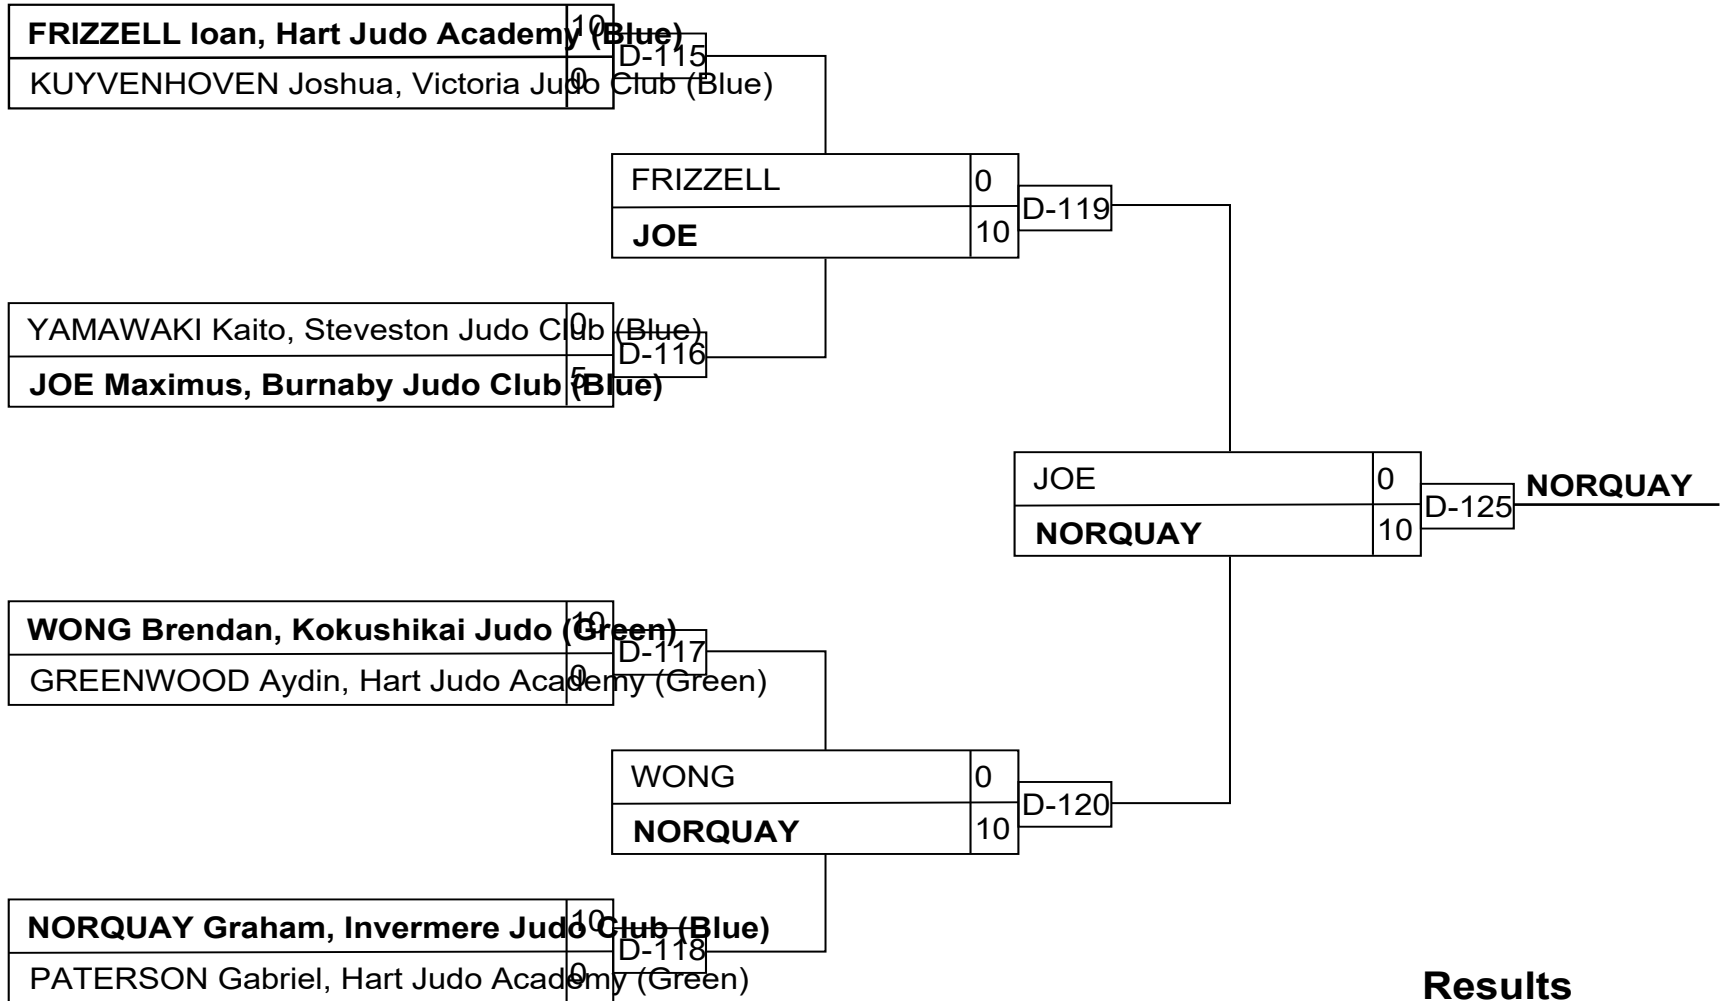 FRIZZELL Ioan, Hart Judo Academy (Blue) 10
D-115
KUYVENHOVEN Joshua, Victoria Judo Club (Blue) 0
FRIZZELL 0
D-119
JOE 10
YAMAWAKI Kaito, Steveston Judo Club (Blue) 0
D-116
JOE Maximus, Burnaby Judo Club (Blue) 5
JOE 0
D-125
NORQUAY
NORQUAY 10
WONG Brendan, Kokushikai Judo (Green) 10
D-117
GREENWOOD Aydin, Hart Judo Academy (Green) 0
WONG 0
D-120
NORQUAY 10
NORQUAY Graham, Invermere Judo Club (Blue) 10
D-118
PATERSON Gabriel, Hart Judo Academy (Green) 0
Results